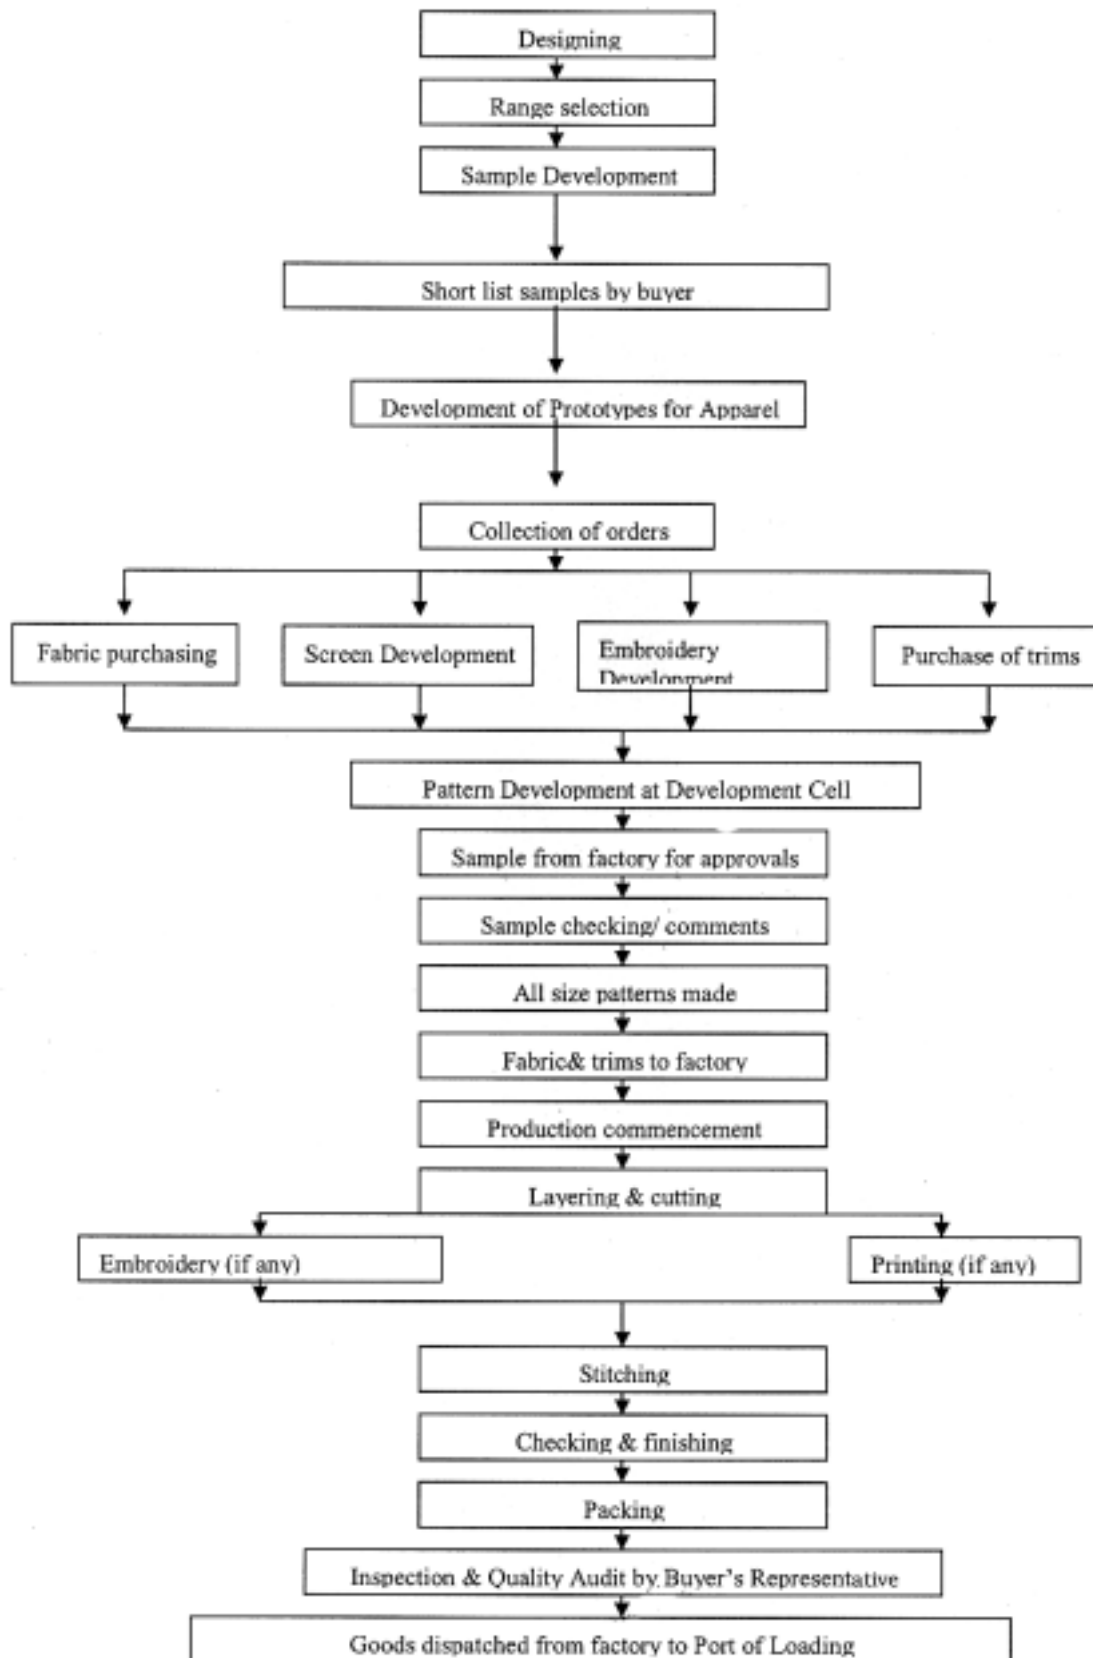 Designing
Range selection
Sample Development
Short list samples by buyer
Development of Prototypes for Apparel
Collection of orders
Fabric purchasing
Screen Development
Embroidery
Development
Purchase of trims
Pattern Development at Development Cell
Sample from factory for approvals
Sample checking/ comments
All size patterns made
Fabric& trims to factory
Production commencement
Layering & cutting
Embroidery (if any)
Printing (if any)
Stitching
Checking & finishing
Packing
Inspection & Quality Audit by Buyer's Representative
Goods dispatched from factory to Port of Loading